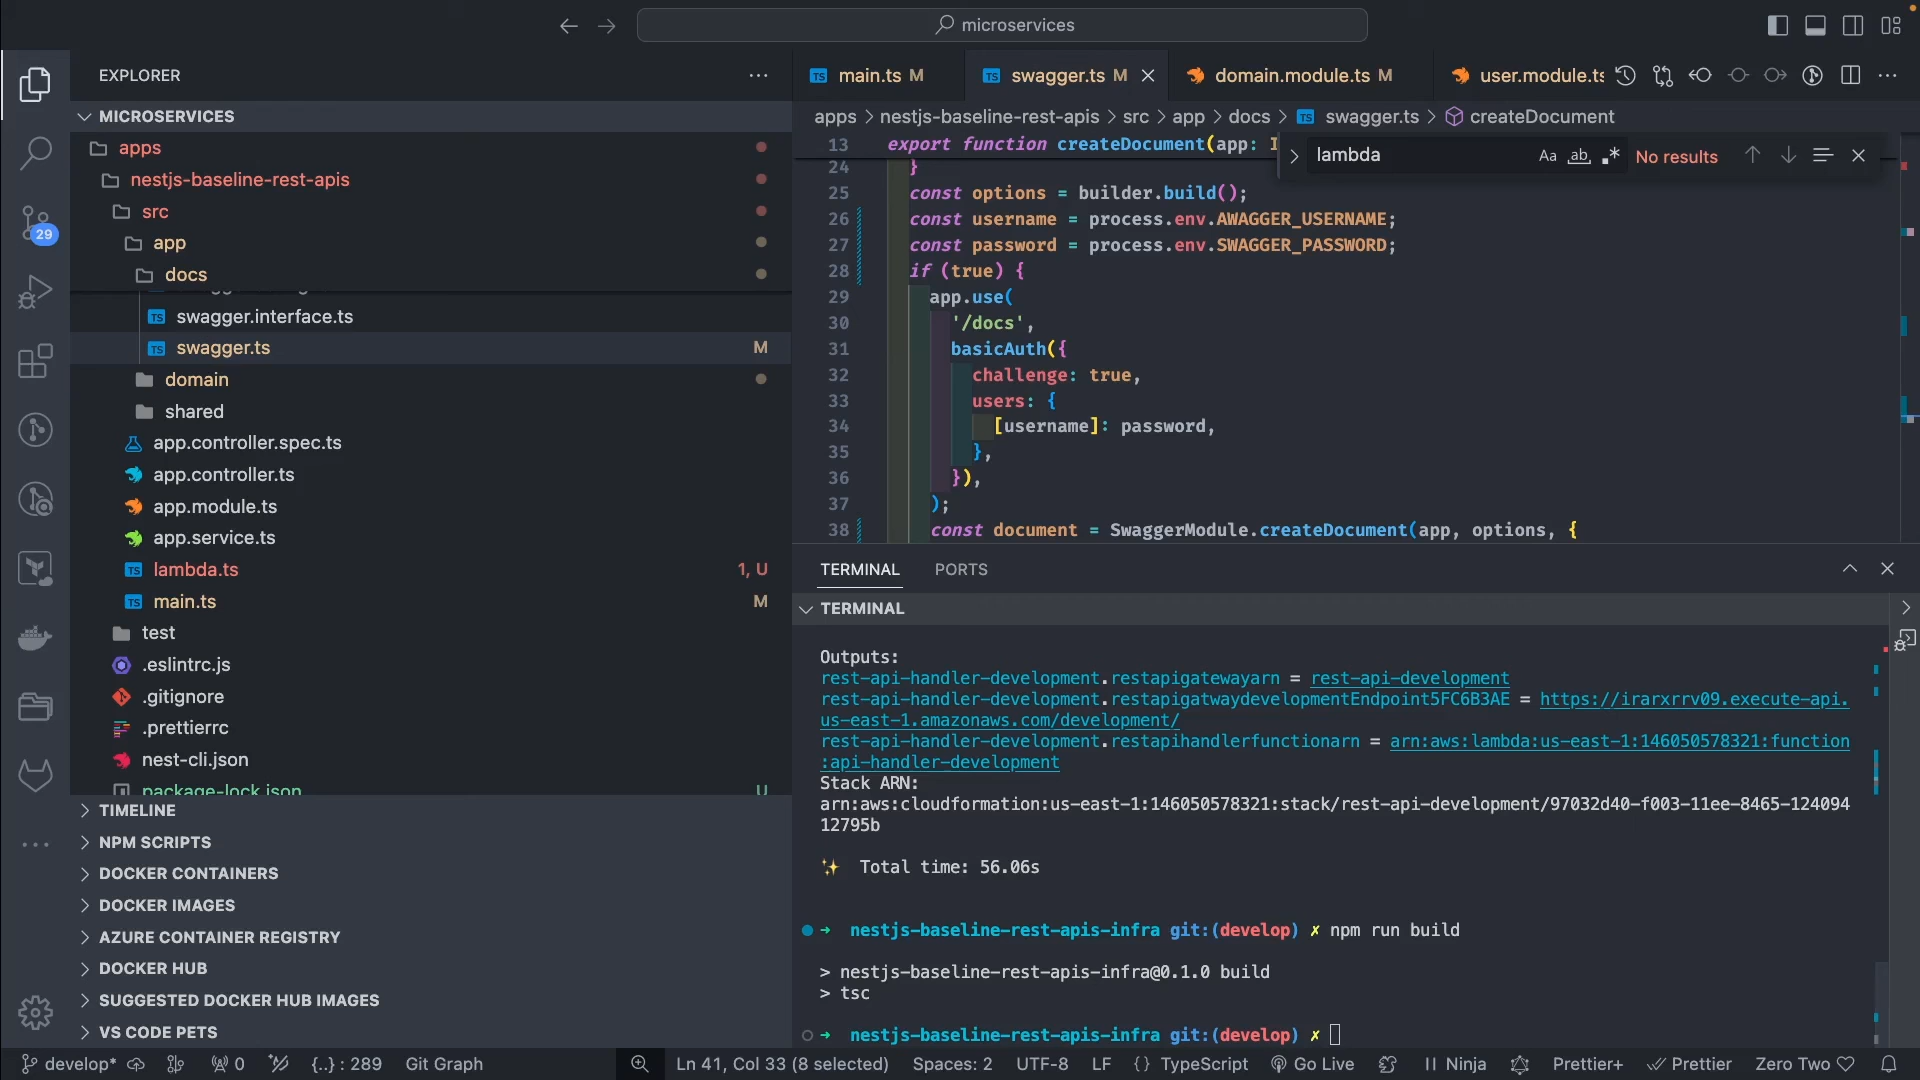 microservices
EXPLORER
MICROSERVICES
apps
nestjs-baseline-rest-apis
src
app
docs
swagger.interface.ts
swagger.ts M
domain
shared
app.controller.spec.ts
app.controller.ts
app.module.ts
app.service.ts
lambda.ts 1, U
main.ts M
test
.eslintrc.js
.gitignore
.prettierrc
nest-cli.json
package-lock.json U
TIMELINE
NPM SCRIPTS
DOCKER CONTAINERS
DOCKER IMAGES
AZURE CONTAINER REGISTRY
DOCKER HUB
SUGGESTED DOCKER HUB IMAGES
VS CODE PETS
29
main.ts M swagger.ts M domain.module.ts M user.module.ts
apps > nestjs-baseline-rest-apis > src > app > docs > swagger.ts > createDocument
lambda Aa ab .* No results
13 export function createDocument(app: I
24 }
25 const options = builder.build();
26 const username = process.env.AWAGGER_USERNAME;
27 const password = process.env.SWAGGER_PASSWORD;
28 if (true) {
29 app.use(
30 '/docs',
31 basicAuth({
32 challenge: true,
33 users: {
34 [username]: password,
35 },
36 }),
37 );
38 const document = SwaggerModule.createDocument(app, options, {
TERMINAL PORTS
TERMINAL
Outputs:
rest-api-handler-development.restapigatewayarn = rest-api-development
rest-api-handler-development.restapigatwaydevelopmentEndpoint5FC6B3AE = https://irarxrrv09.execute-api.
us-east-1.amazonaws.com/development/
rest-api-handler-development.restapihandlerfunctionarn = arn:aws:lambda:us-east-1:146050578321:function
:api-handler-development
Stack ARN:
arn:aws:cloudformation:us-east-1:146050578321:stack/rest-api-development/97032d40-f003-11ee-8465-124094
12795b
✨ Total time: 56.06s
➜ nestjs-baseline-rest-apis-infra git:(develop) ✗ npm run build
> nestjs-baseline-rest-apis-infra@0.1.0 build
> tsc
➜ nestjs-baseline-rest-apis-infra git:(develop) ✗
develop* 0 {..} : 289 Git Graph Ln 41, Col 33 (8 selected) Spaces: 2 UTF-8 LF {} TypeScript Go Live Ninja Prettier+ Prettier Zero Two